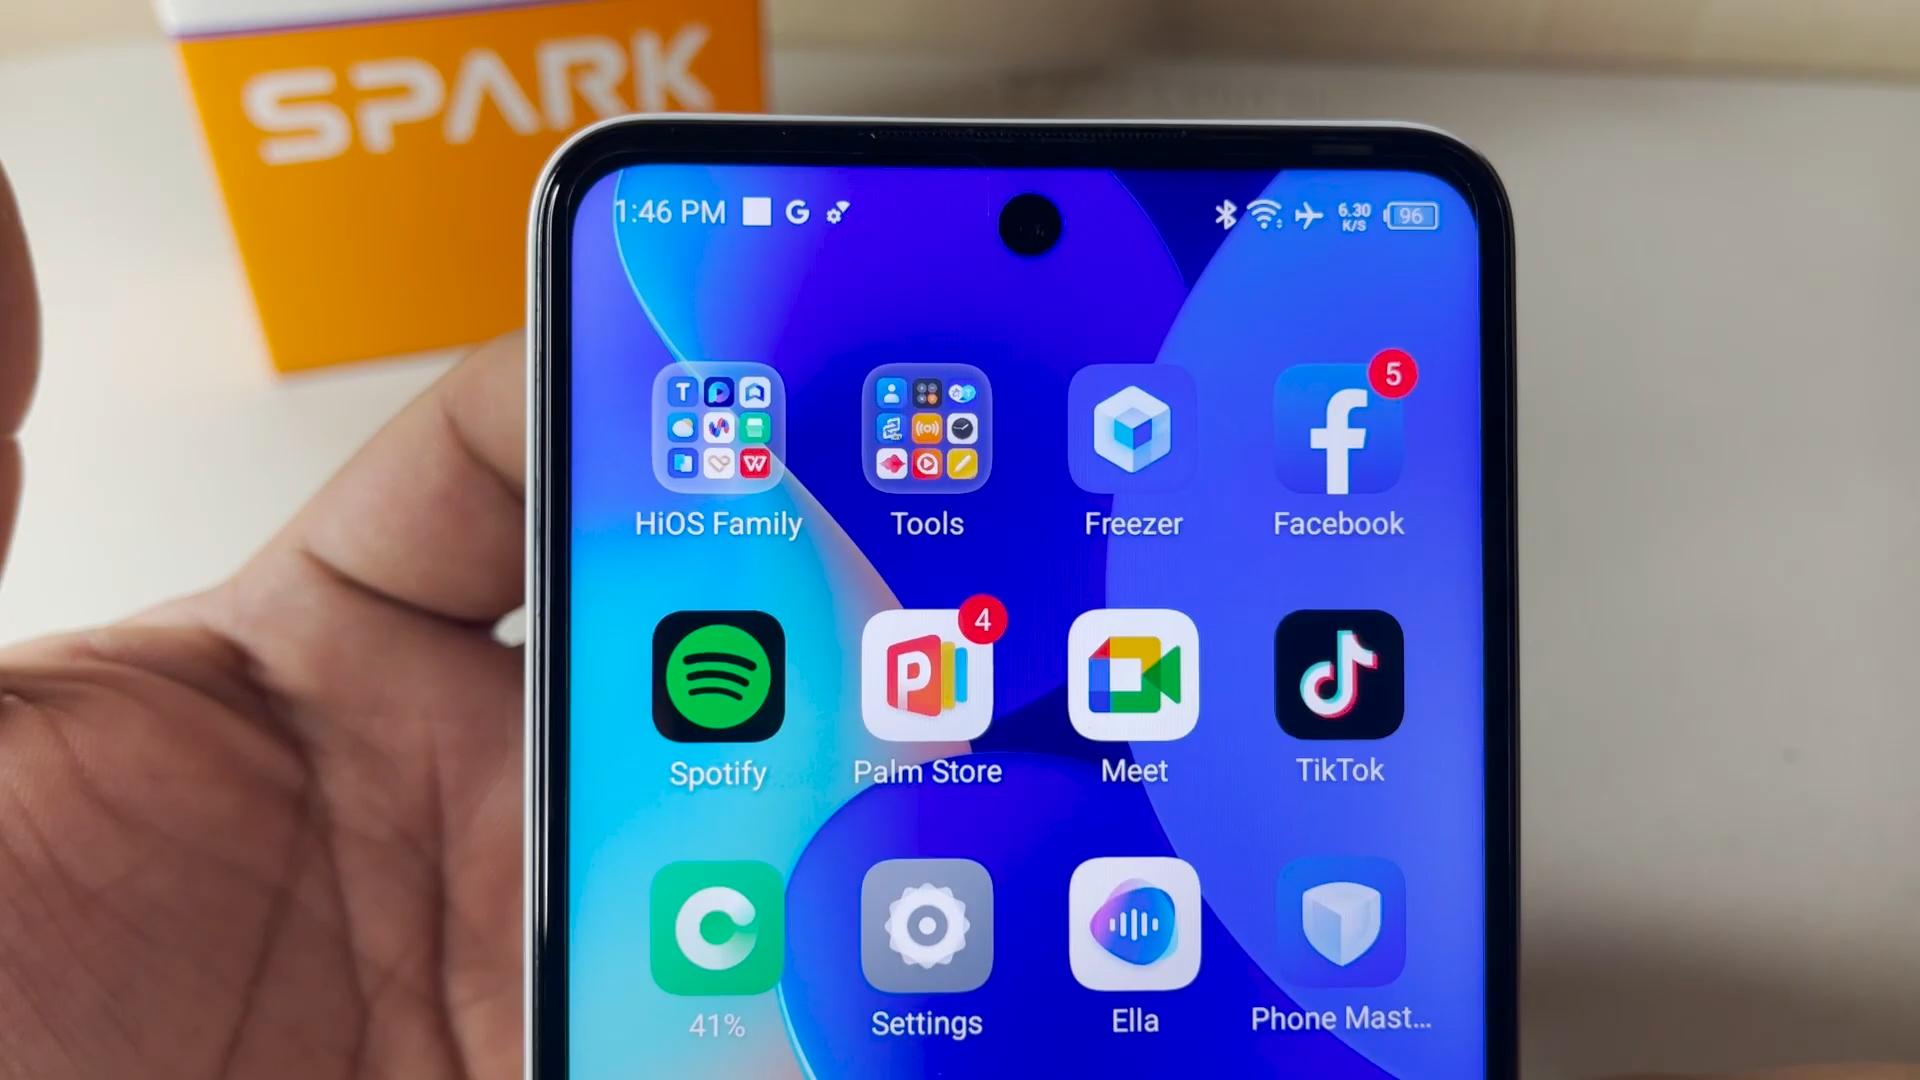 SPARK
1:46 PM G 6.30 K/S 96
5
HiOS Family Tools Freezer Facebook
4
Spotify Palm Store Meet TikTok
41% Settings Ella Phone Mast...